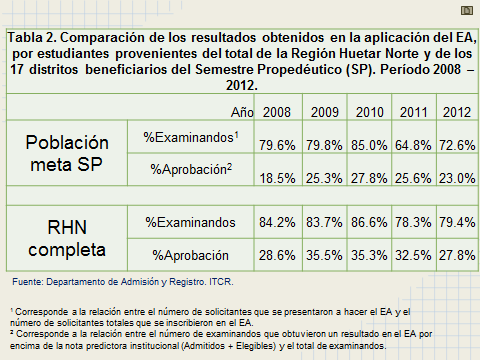 Tabla 2. Comparación de los resultados obtenidos en la aplicación del EA,
por estudiantes provenientes del total de la Región Huetar Norte y de los
17 distritos beneficiarios del Semestre Propedéutico (SP). Período 2008 –
2012.
Año 2008 2009 2010 2011 2012
Población meta SP
%Examinandos¹ 79.6% 79.8% 85.0% 64.8% 72.6%
%Aprobación² 18.5% 25.3% 27.8% 25.6% 23.0%
RHN completa
%Examinandos 84.2% 83.7% 86.6% 78.3% 79.4%
%Aprobación 28.6% 35.5% 35.3% 32.5% 27.8%
Fuente: Departamento de Admisión y Registro. ITCR.
¹ Corresponde a la relación entre el número de solicitantes que se presentaron a hacer el EA y el
número de solicitantes totales que se inscribieron en el EA.
² Corresponde a la relación entre el número de examinandos que obtuvieron un resultado en el EA por
encima de la nota predictora institucional (Admitidos + Elegibles) y el total de examinandos.